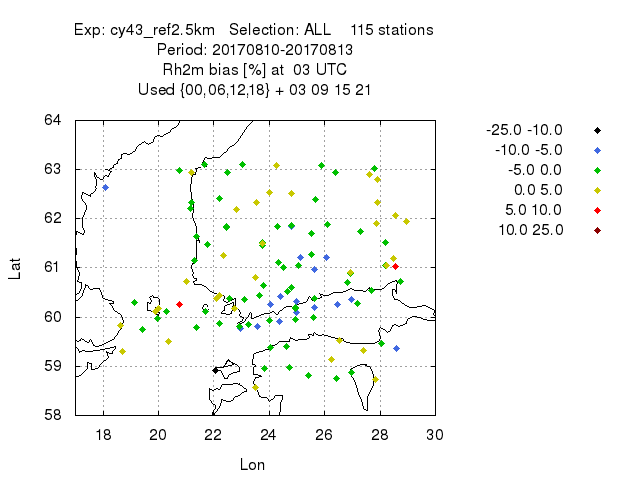 Exp: cy43_ref2.5km Selection: ALL 115 stations
Period: 20170810-20170813
Rh2m bias [%] at 03 UTC
Used {00,06,12,18} + 03 09 15 21
64
63
62
61
60
59
58
Lat
18 20 22 24 26 28 30
Lon
-25.0 -10.0
-10.0 -5.0
-5.0 0.0
0.0 5.0
5.0 10.0
10.0 25.0